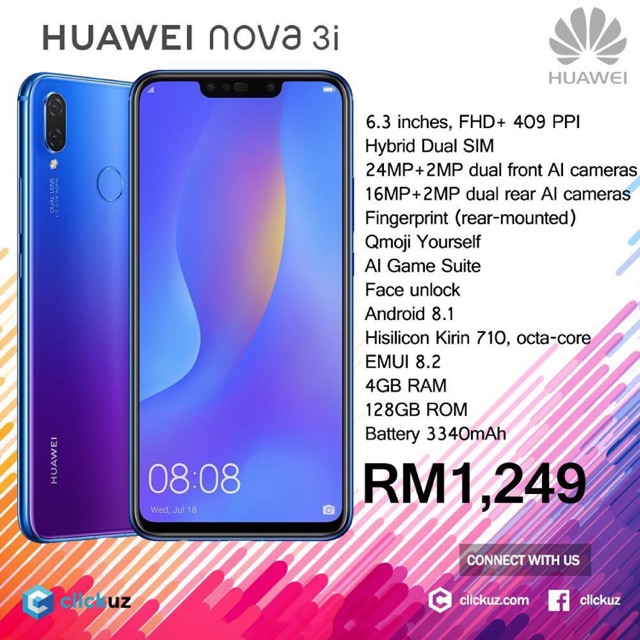 HUAWEI nova 3i
HUAWEI
6.3 inches, FHD+ 409 PPI
Hybrid Dual SIM
24MP+2MP dual front AI cameras
16MP+2MP dual rear AI cameras
Fingerprint (rear-mounted)
Qmoji Yourself
AI Game Suite
Face unlock
Android 8.1
Hisilicon Kirin 710, octa-core
EMUI 8.2
4GB RAM
128GB ROM
Battery 3340mAh
RM1,249
DUAL LENS
HUAWEI
08:08
Wed, Jul 18
CONNECT WITH US
clickuz
clickuz.com
clickuz